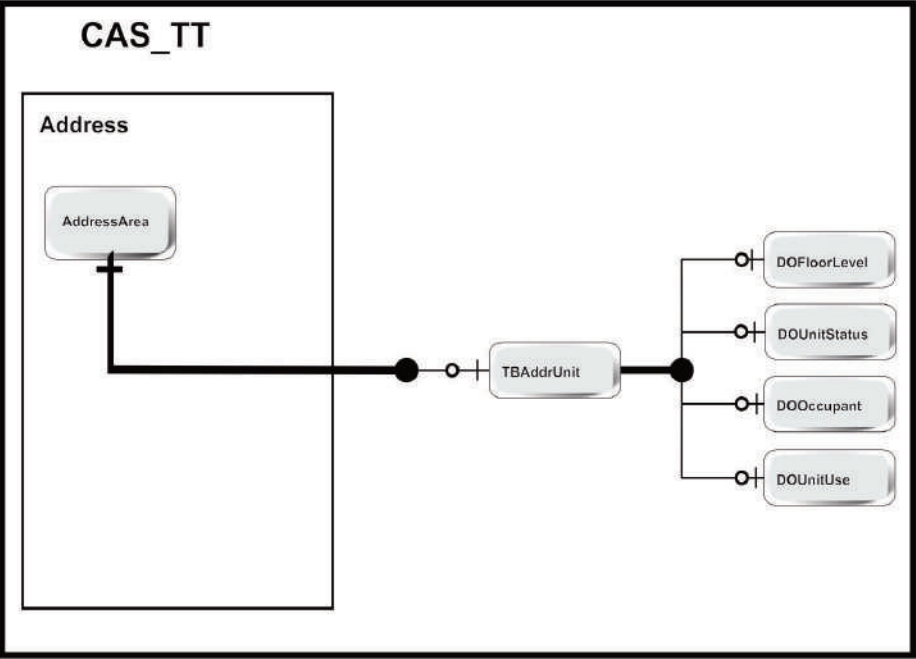 CAS_TT
Address
AddressArea
DOFloorLevel
DOUnitStatus
TBAddrUnit
DOOccupant
DOUnitUse